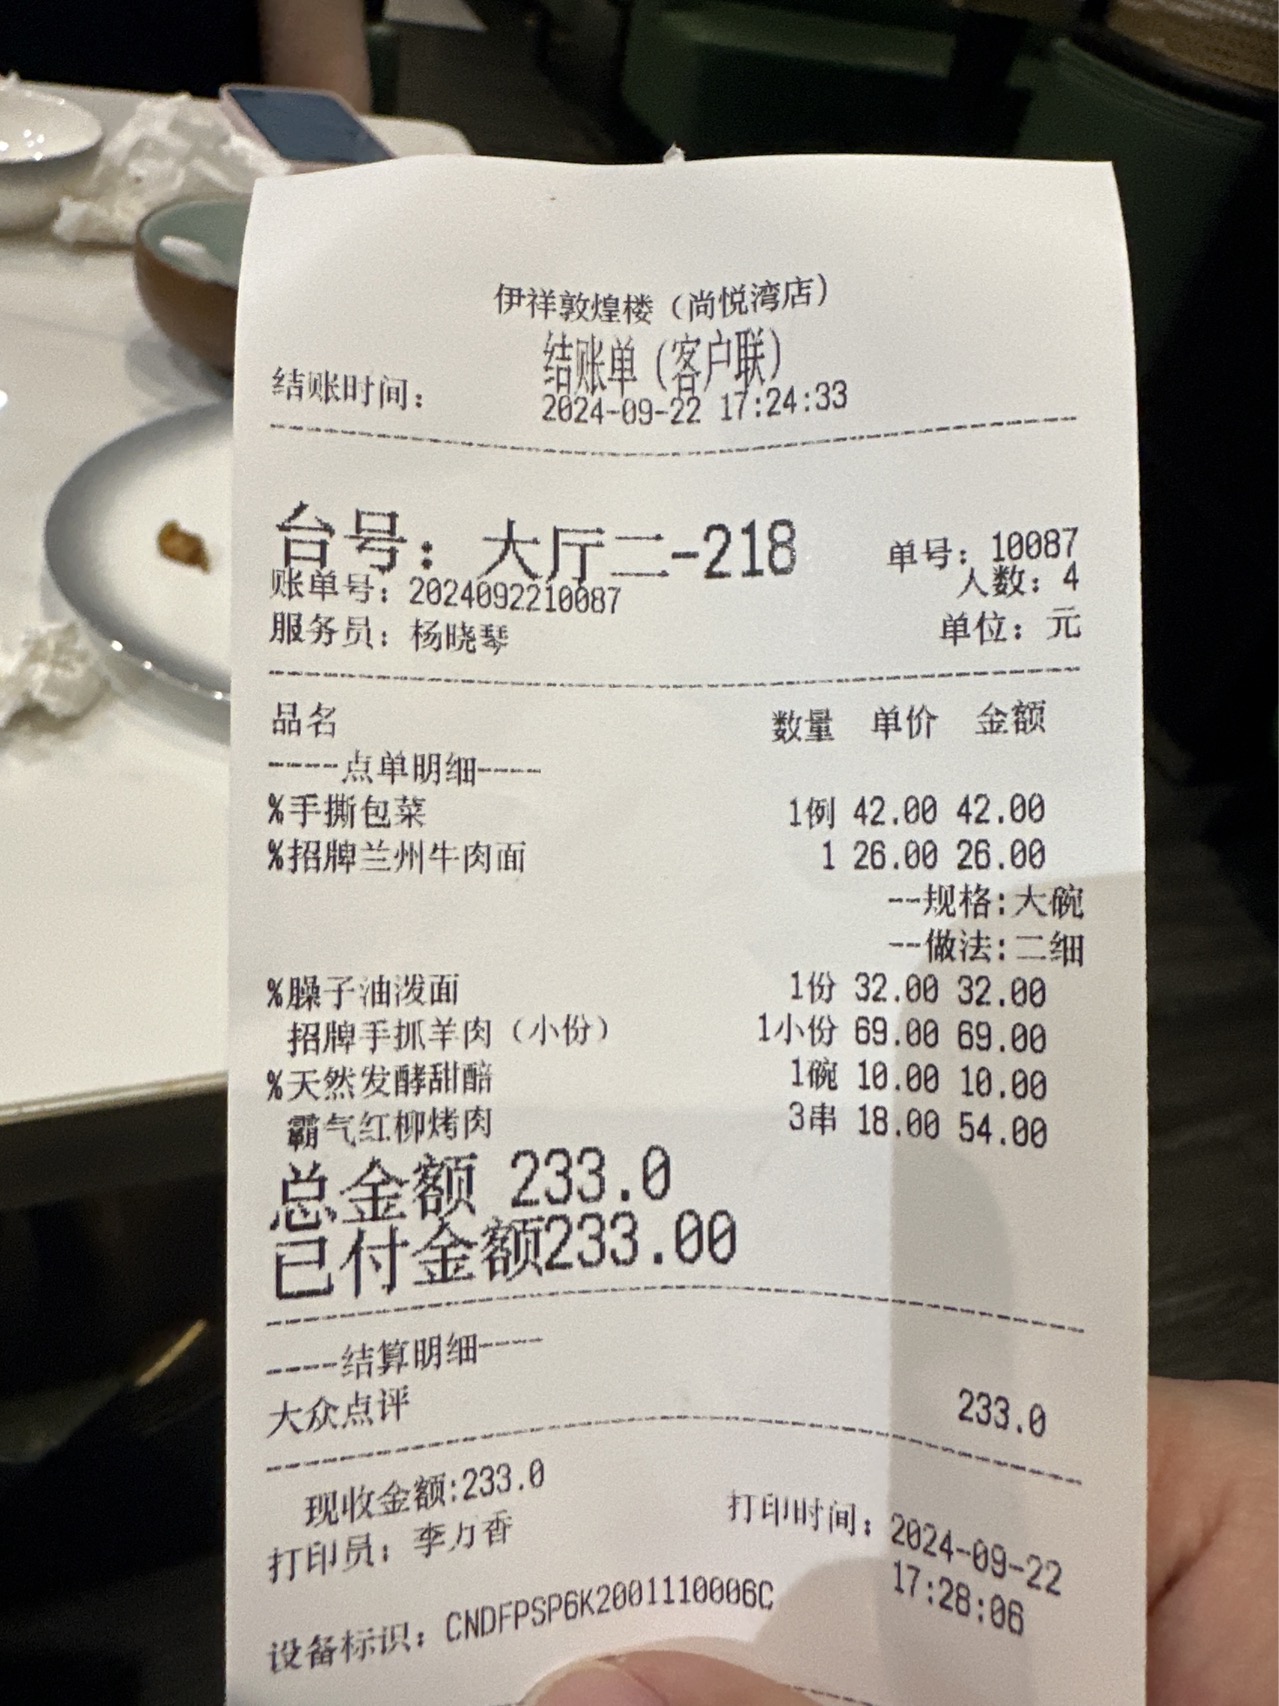 伊祥敦煌楼（尚悦湾店）
结账单（客户联）
结账时间： 2024-09-22 17:24:33
台号：大厅二-218 单号：10087
账单号：2024092210087 人数：4
服务员：杨晓琴 单位：元
品名 数量 单价 金额
----点单明细----
%手撕包菜 1例 42.00 42.00
%招牌兰州牛肉面 1 26.00 26.00
--规格:大碗
--做法:二细
%臊子油泼面 1份 32.00 32.00
招牌手抓羊肉（小份） 1小份 69.00 69.00
%天然发酵甜醅 1碗 10.00 10.00
霸气红柳烤肉 3串 18.00 54.00
总金额 233.0
已付金额233.00
----结算明细----
大众点评 233.0
现收金额:233.0
打印员：李万香 打印时间：2024-09-22
17:28:06
设备标识：CNDFPSP6K2001110006C